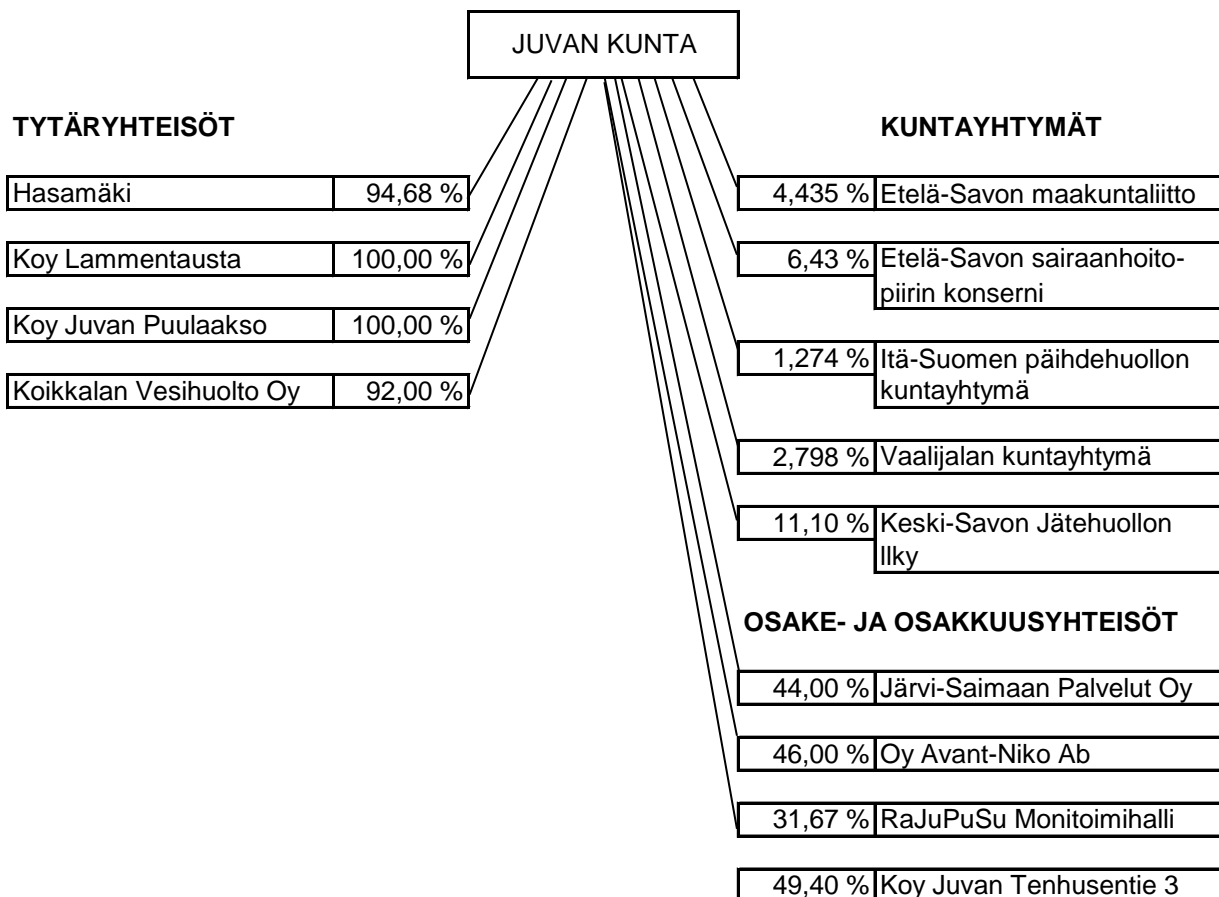 JUVAN KUNTA
TYTÄRYHTEISÖT
Hasamäki 94,68 %
Koy Lammentausta 100,00 %
Koy Juvan Puulaakso 100,00 %
Koikkalan Vesihuolto Oy 92,00 %
KUNTAYHTYMÄT
4,435 % Etelä-Savon maakuntaliitto
6,43 % Etelä-Savon sairaanhoito-
piirin konserni
1,274 % Itä-Suomen päihdehuollon
kuntayhtymä
2,798 % Vaalijalan kuntayhtymä
11,10 % Keski-Savon Jätehuollon
llky
OSAKE- JA OSAKKUUSYHTEISÖT
44,00 % Järvi-Saimaan Palvelut Oy
46,00 % Oy Avant-Niko Ab
31,67 % RaJuPuSu Monitoimihalli
49,40 % Koy Juvan Tenhusentie 3